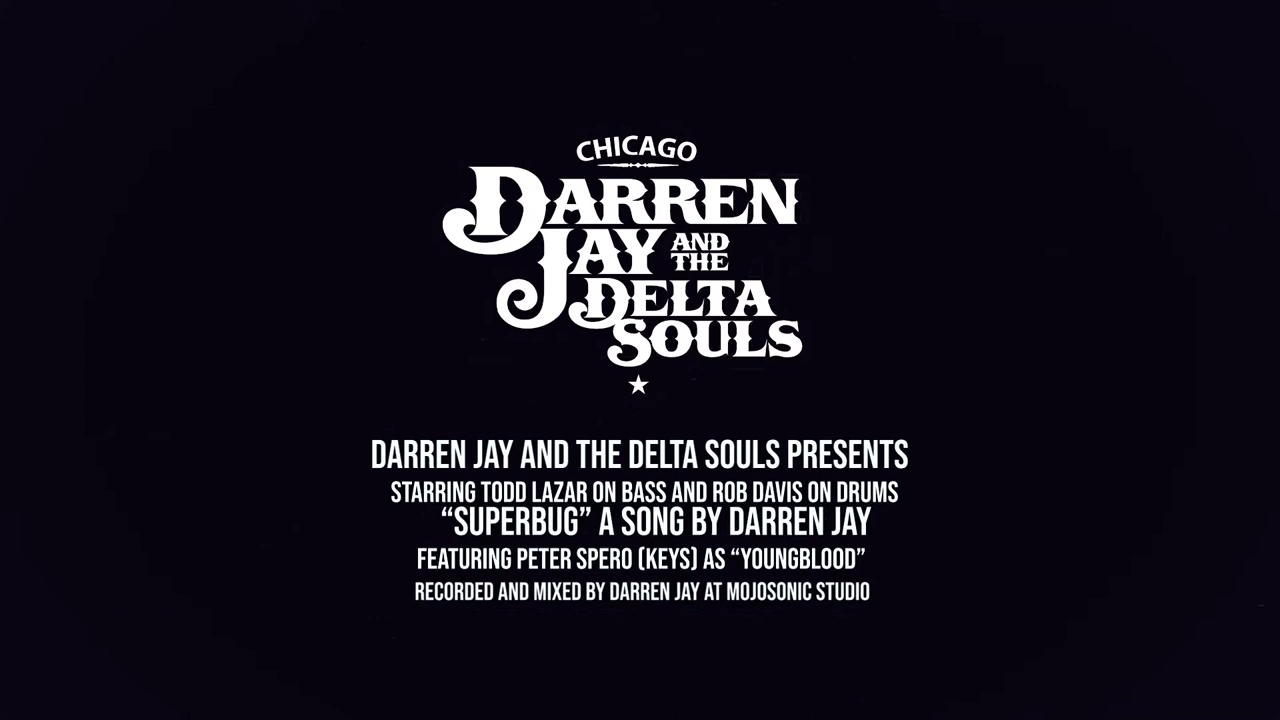 CHICAGO
DARREN
JAY AND THE
DELTA
SOULS
DARREN JAY AND THE DELTA SOULS PRESENTS
STARRING TODD LAZAR ON BASS AND ROB DAVIS ON DRUMS
“SUPERBUG” A SONG BY DARREN JAY
FEATURING PETER SPERO (KEYS) AS “YOUNGBLOOD”
RECORDED AND MIXED BY DARREN JAY AT MOJOSONIC STUDIO